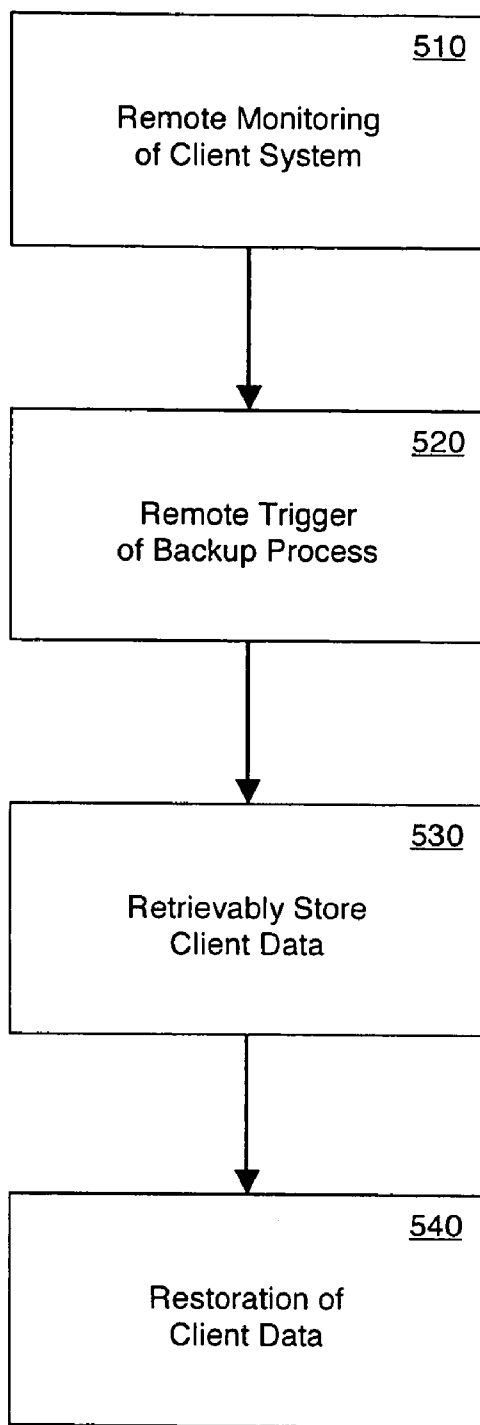 510
Remote Monitoring
of Client System
520
Remote Trigger
of Backup Process
530
Retrievably Store
Client Data
540
Restoration of
Client Data